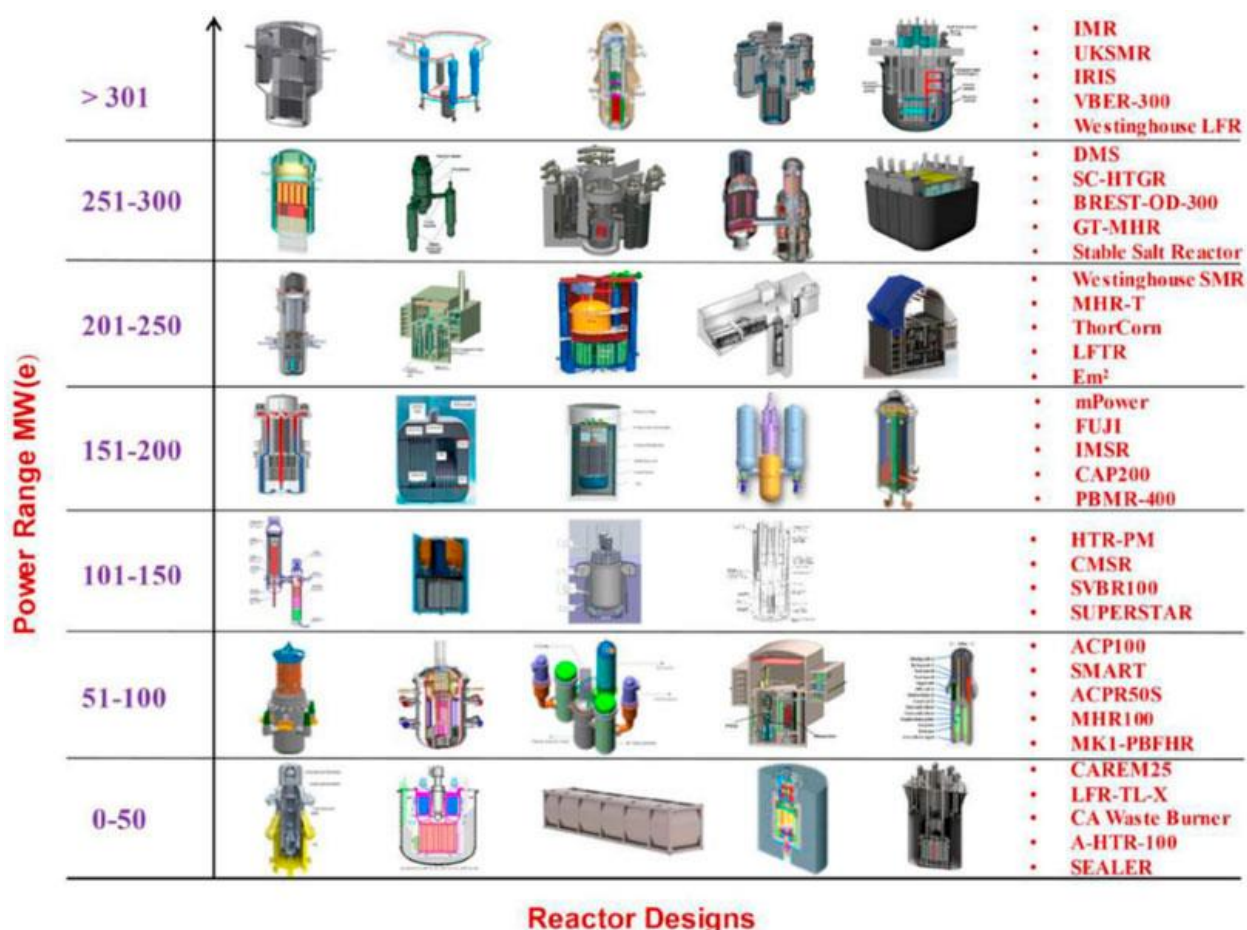 > 301
IMR
UKSMR
IRIS
VBER-300
Westinghouse LFR
251-300
DMS
SC-HTGR
BREST-OD-300
GT-MHR
Stable Salt Reactor
201-250
Westinghouse SMR
MHR-T
ThorCorn
LFTR
Em²
151-200
mPower
FUJI
IMSR
CAP200
PBMR-400
101-150
HTR-PM
CMSR
SVBR100
SUPERSTAR
51-100
ACP100
SMART
ACPR50S
MHR100
MK1-PBFHR
0-50
CAREM25
LFR-TL-X
CA Waste Burner
A-HTR-100
SEALER
Power Range MW(e)
Reactor Designs